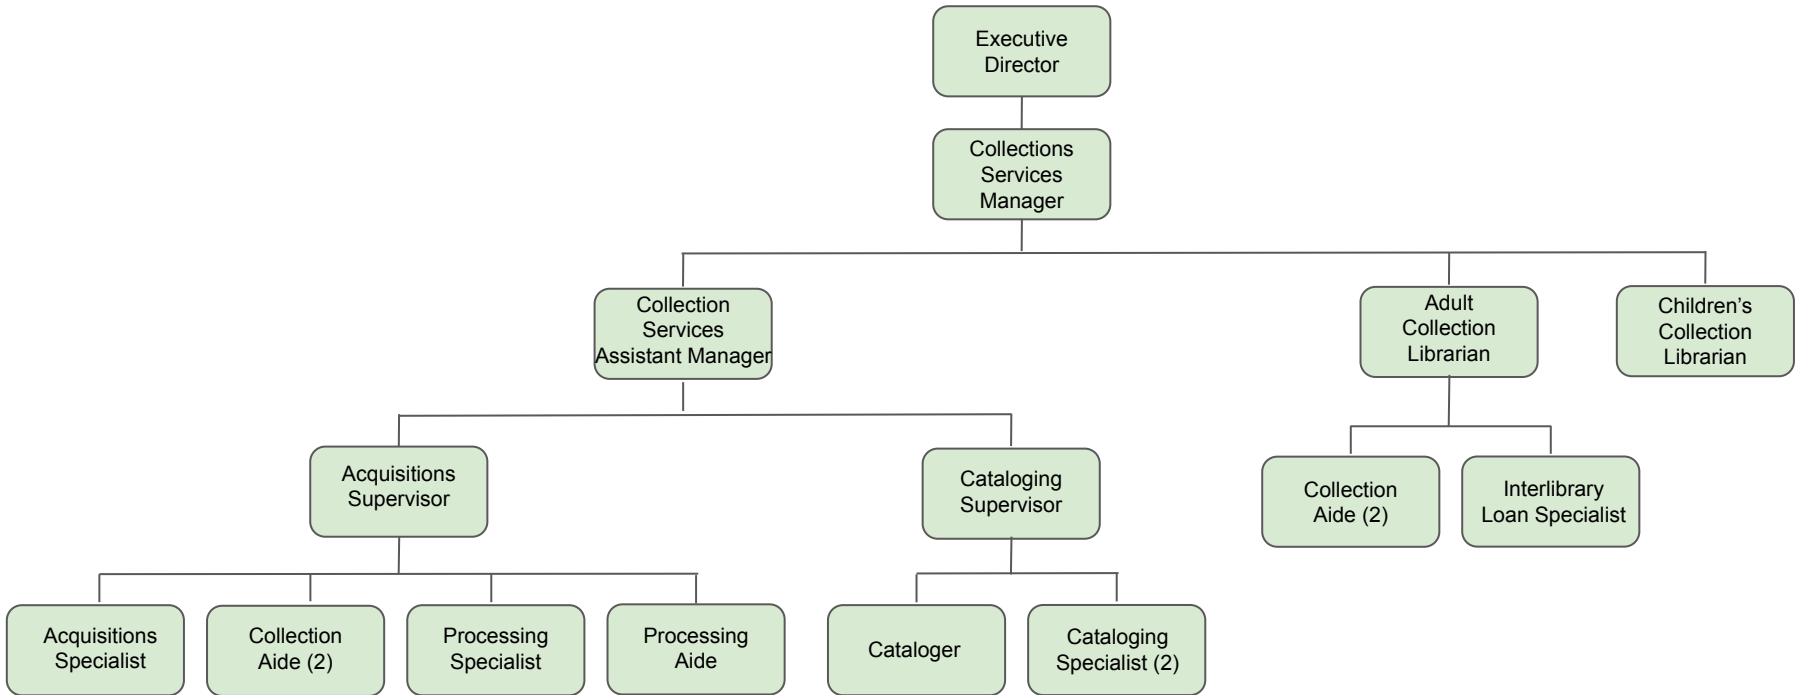 Executive
Director
Collections
Services
Manager
Collection
Services
Assistant Manager
Adult
Collection
Librarian
Children’s
Collection
Librarian
Acquisitions
Supervisor
Cataloging
Supervisor
Collection
Aide (2)
Interlibrary
Loan Specialist
Acquisitions
Specialist
Collection
Aide (2)
Processing
Specialist
Processing
Aide
Cataloger
Cataloging
Specialist (2)